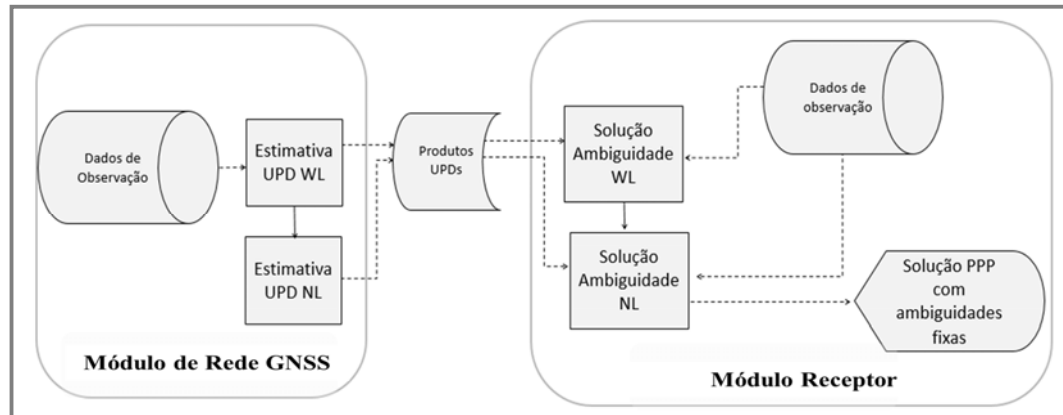 Dados de
Observação
Estimativa
UPD WL
Estimativa
UPD NL
Módulo de Rede GNSS
Produtos
UPDs
Solução
Ambiguidade
WL
Solução
Ambiguidade
NL
Dados de
observação
Solução PPP
com
ambiguidades
fixas
Módulo Receptor